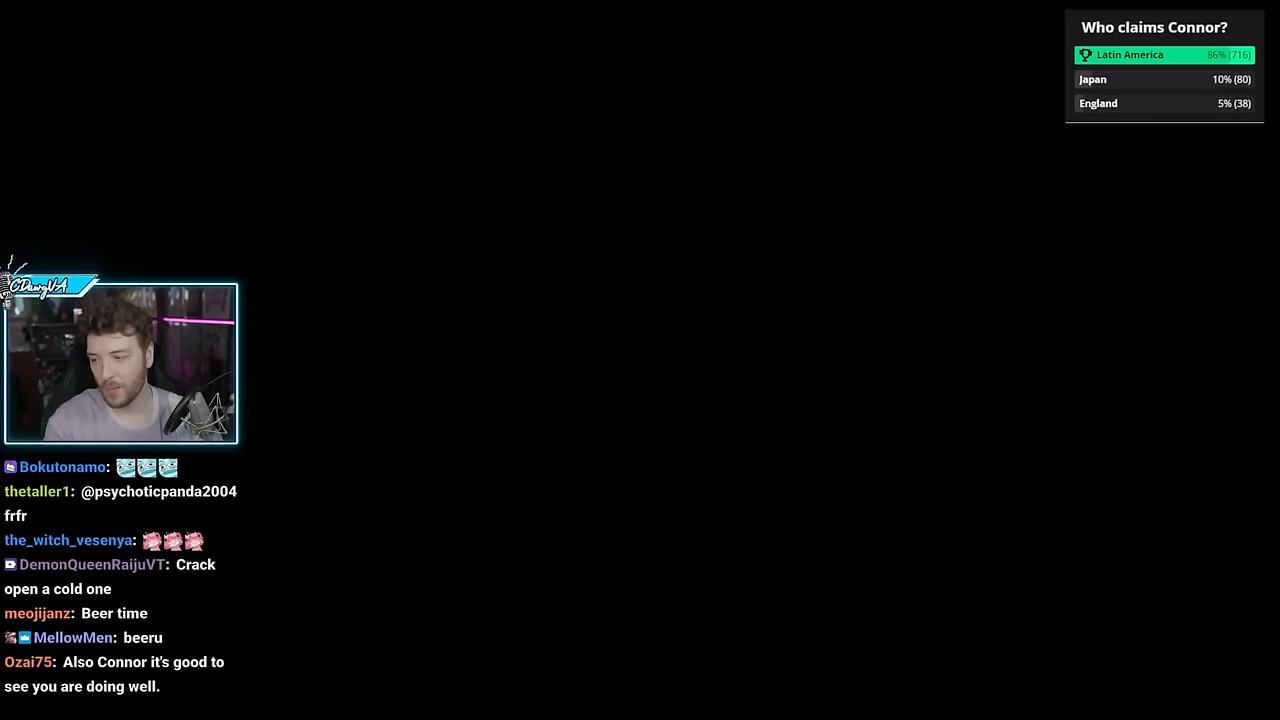 Who claims Connor?
Latin America 86% (716)
Japan 10% (80)
England 5% (38)
CDawgVA
Bokutonamo:
thetaller1: @psychoticpanda2004
frfr
the_witch_vesenya:
DemonQueenRaijuVT: Crack
open a cold one
meojijanz: Beer time
MellowMen: beeru
Ozai75: Also Connor it's good to
see you are doing well.